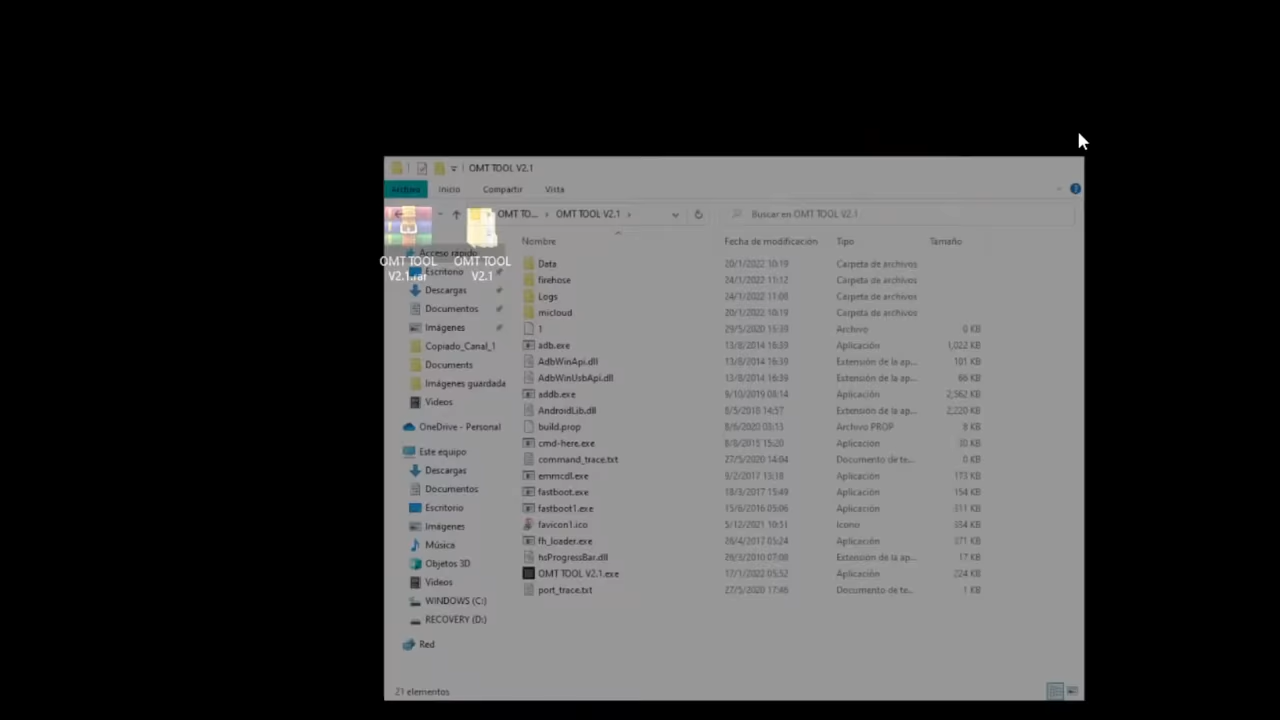 OMT TOOL V2.1
Archivo Inicio Compartir Vista
OMT TO... > OMT TOOL V2.1 > Buscar en OMT TOOL V2.1
OMT TOOL V2.1.rar
OMT TOOL V2.1
Acceso rápido
Escritorio
Descargas
Documentos
Imágenes
Copiado_Canal_1
Documents
Imágenes guardada
Videos
OneDrive - Personal
Este equipo
Descargas
Documentos
Escritorio
Imágenes
Música
Objetos 3D
Videos
WINDOWS (C:)
RECOVERY (D:)
Red
Nombre Fecha de modificación Tipo Tamaño
Data 20/1/2022 10:19 Carpeta de archivos
firehose 24/1/2022 11:12 Carpeta de archivos
Logs 24/1/2022 11:08 Carpeta de archivos
micloud 20/1/2022 10:19 Carpeta de archivos
1 29/5/2020 15:39 Archivo 0 KB
adb.exe 13/8/2014 16:39 Aplicación 1,022 KB
AdbWinApi.dll 13/8/2014 16:39 Extensión de la ap... 101 KB
AdbWinUsbApi.dll 13/8/2014 16:39 Extensión de la ap... 66 KB
addb.exe 9/10/2019 08:14 Aplicación 2,562 KB
AndroidLib.dll 8/5/2018 14:57 Extensión de la ap... 2,220 KB
build.prop 8/6/2020 03:13 Archivo PROP 8 KB
cmd-here.exe 8/8/2015 15:20 Aplicación 30 KB
command_trace.txt 27/5/2020 14:04 Documento de te... 0 KB
emmcdl.exe 9/2/2017 13:18 Aplicación 173 KB
fastboot.exe 18/3/2017 15:49 Aplicación 154 KB
fastboot1.exe 15/6/2016 05:06 Aplicación 311 KB
favicon1.ico 5/12/2021 10:51 Icono 334 KB
fh_loader.exe 28/4/2017 05:24 Aplicación 371 KB
hsProgressBar.dll 28/3/2010 07:08 Extensión de la ap... 17 KB
OMT TOOL V2.1.exe 17/1/2022 05:52 Aplicación 224 KB
port_trace.txt 27/5/2020 17:46 Documento de te... 1 KB
21 elementos